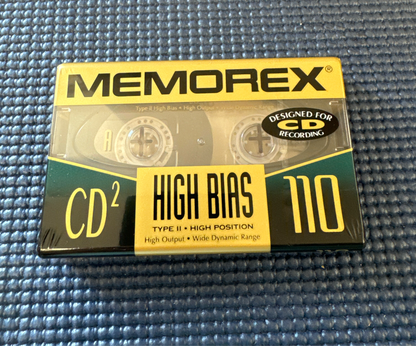 MEMOREX®
Type II High Bias • High Output
DESIGNED FOR
CD
RECORDING
A
CD²
HIGH BIAS
110
TYPE II • HIGH POSITION
High Output • Wide Dynamic Range